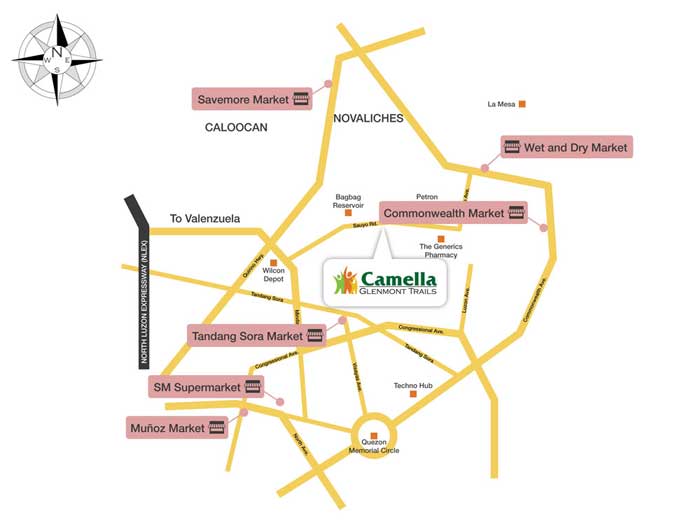 N
W E
S
Savemore Market
CALOOCAN
NOVALICHES
La Mesa
Wet and Dry Market
Bagbag
Reservoir
Petron
Commonwealth Market
To Valenzuela
Sauyo Rd.
The Generics
Pharmacy
Quirino Hwy.
Wilcon
Depot
Camella
GLENMONT TRAILS
NORTH LUZON EXPRESSWAY (NLEX)
Tandang Sora
Luzon Ave.
Commonwealth Ave.
Tandang Sora Market
Congressional Ave.
Congressional Ave.
Tandang Sora
Visayas Ave.
SM Supermarket
Techno Hub
Muñoz Market
North Ave.
Quezon
Memorial Circle